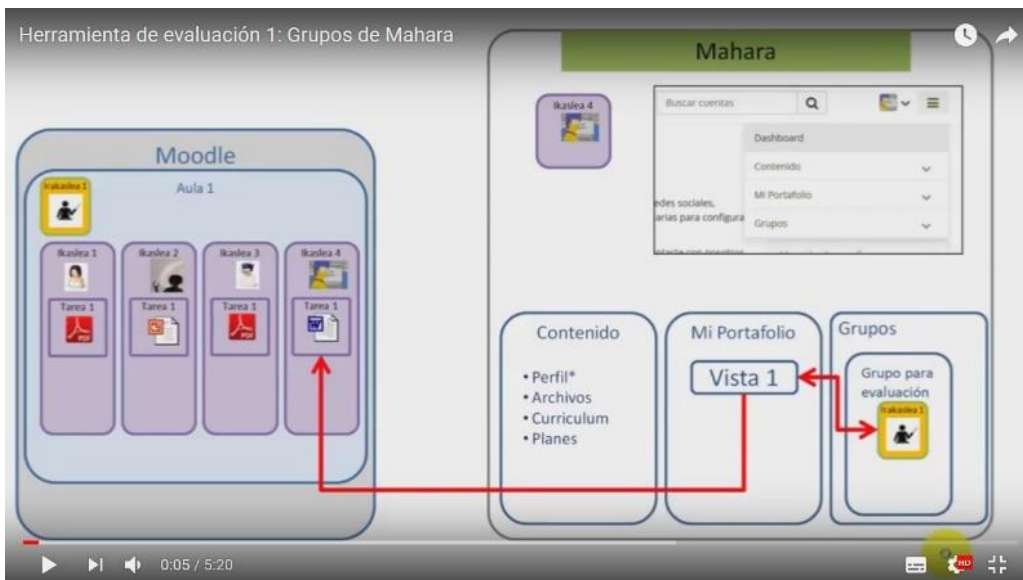 Herramienta de evaluación 1: Grupos de Mahara
Mahara
Ikaslea 4
Buscar cuentas
Dashboard
Contenido
Mi Portafolio
Grupos
edes sociales,
arias para configura
Moodle
Aula 1
Irakaslea 1
Ikaslea 1
Ikaslea 2
Ikaslea 3
Ikaslea 4
Tarea 1
Tarea 1
Tarea 1
Tarea 1
PDF
PDF
Contenido
• Perfil*
• Archivos
• Curriculum
• Planes
Mi Portafolio
Vista 1
Grupos
Grupo para
evaluación
Irakaslea 1
0:05 / 5:20
HD